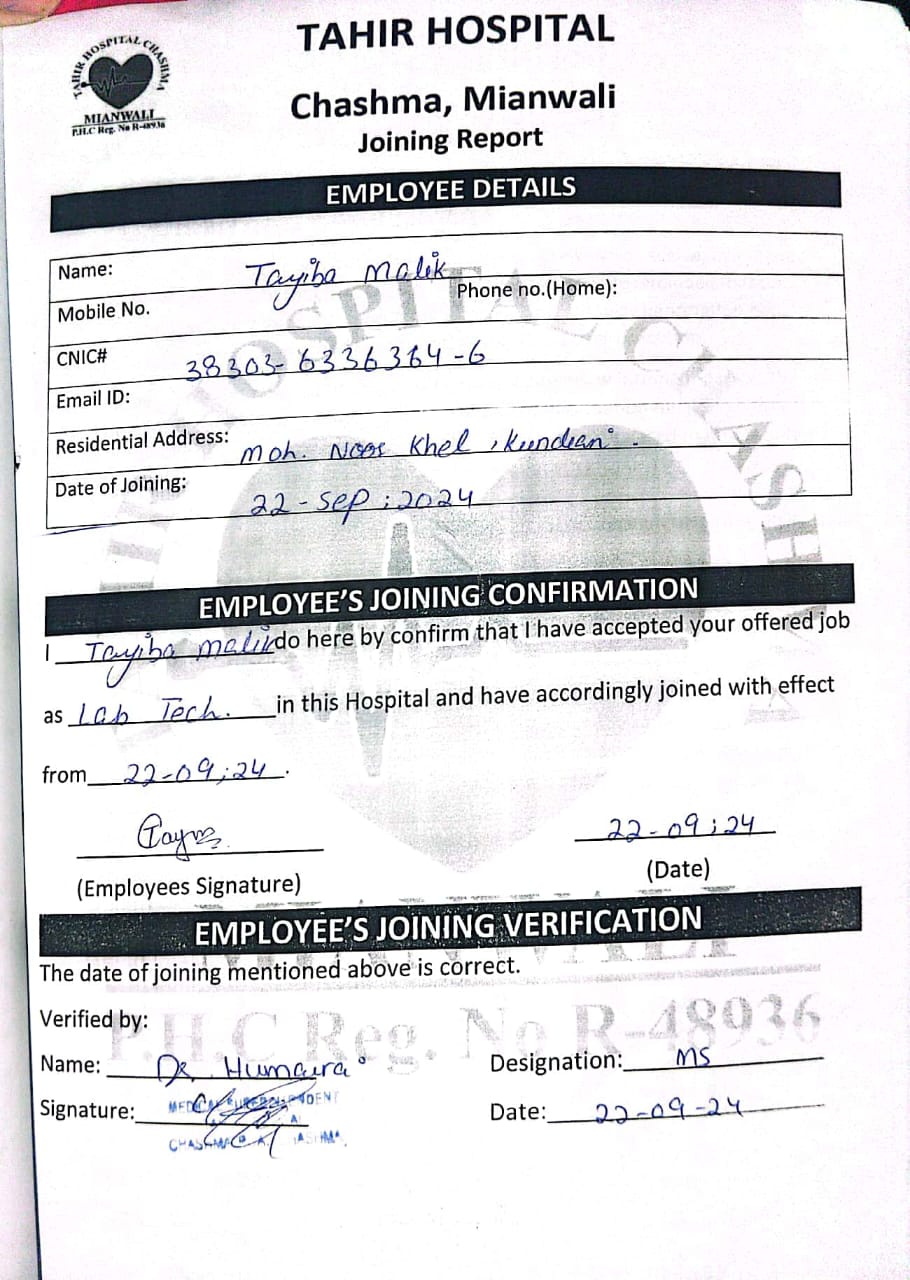 TAHIR HOSPITAL CHASHMA
MIANWALI
P.H.C Reg. No R-48936
TAHIR HOSPITAL
Chashma, Mianwali
Joining Report
EMPLOYEE DETAILS
Name: Tayiba Malik
Mobile No. Phone no.(Home):
CNIC# 38303-6336364-6
Email ID:
Residential Address: Moh. Noor Khel, Kundian.
Date of Joining: 22-Sep;2024
EMPLOYEE'S JOINING CONFIRMATION
I Tayiba Malik do here by confirm that I have accepted your offered job
as Lab Tech. in this Hospital and have accordingly joined with effect
from 22-09;24.
22-09;24
(Employees Signature) (Date)
EMPLOYEE'S JOINING VERIFICATION
The date of joining mentioned above is correct.
P.H.C Reg. No R-48936
Verified by:
Name: Dr Humaira Designation: MS
Signature: Date: 22-09-24
MEDICAL SUPERINTENDENT